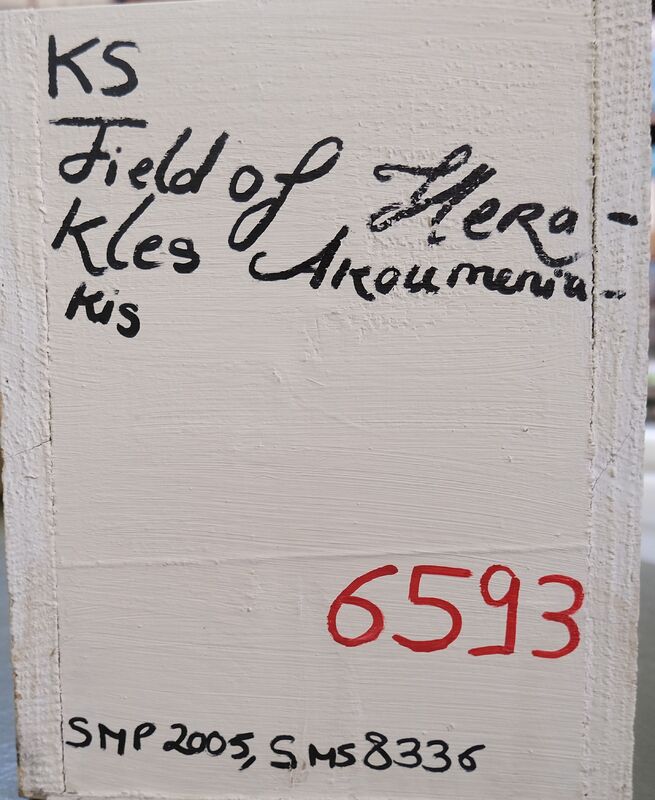 KS
Field of Hera-
kles Akoumenia-
kis
6593
SMP 2005, SMS 8336